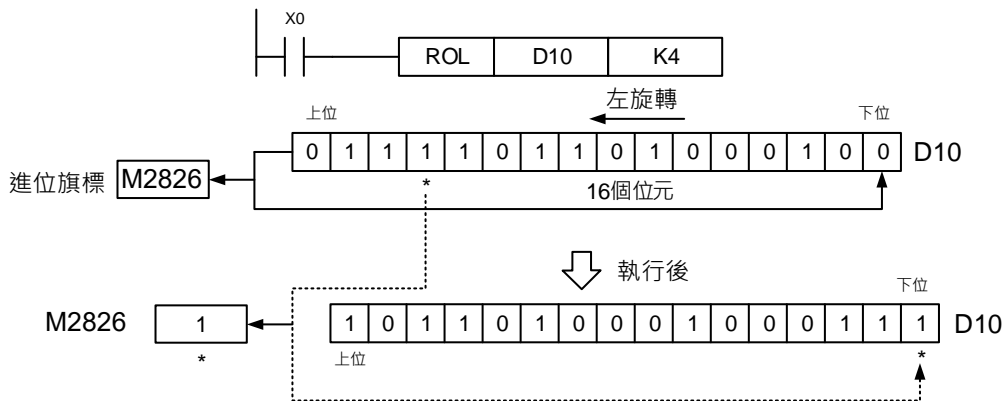 X0
ROL D10 K4
左旋轉
上位 下位
0 1 1 1 1 0 1 1 0 1 0 0 0 1 0 0 D10
進位旗標 M2826
* 16個位元
執行後
下位
M2826 1 1 0 1 1 0 1 0 0 0 1 0 0 0 1 1 1 D10
* 上位 *